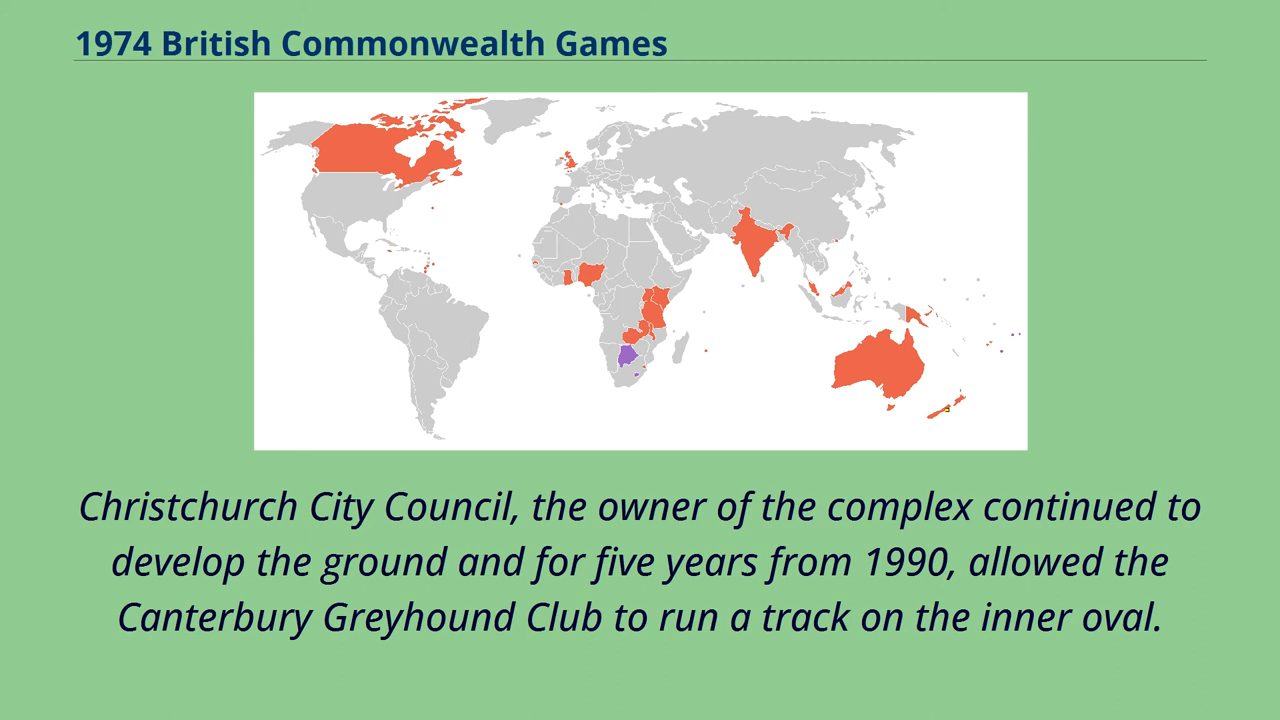 1974 British Commonwealth Games
Christchurch City Council, the owner of the complex continued to
develop the ground and for five years from 1990, allowed the
Canterbury Greyhound Club to run a track on the inner oval.